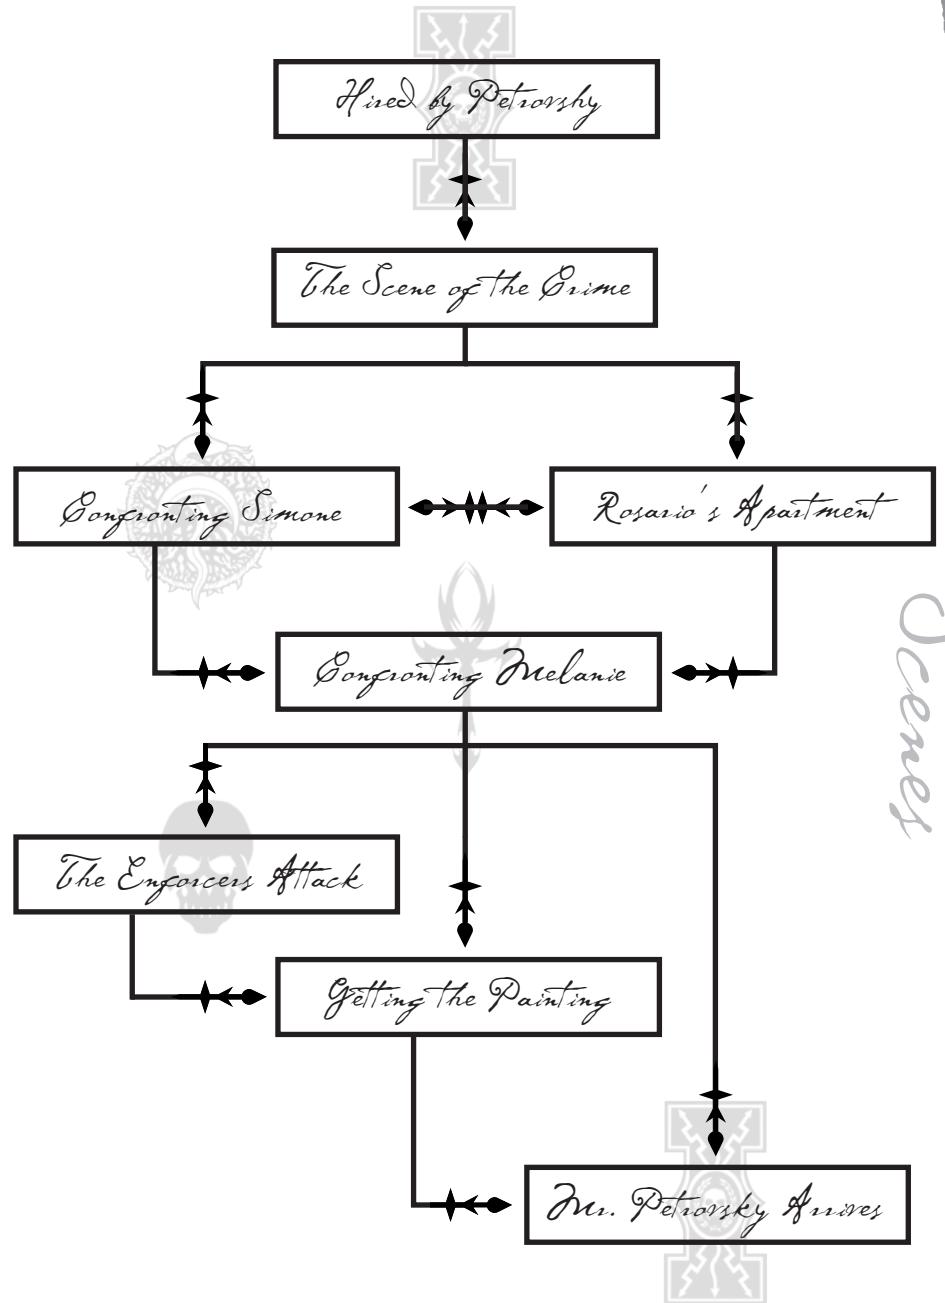 Hired by Petrovsky
The Scene of the Crime
Confronting Simone
Rosario's Apartment
Confronting Melanie
Scenes
The Enforcers Attack
Getting the Painting
Mr. Petrovsky Arrives